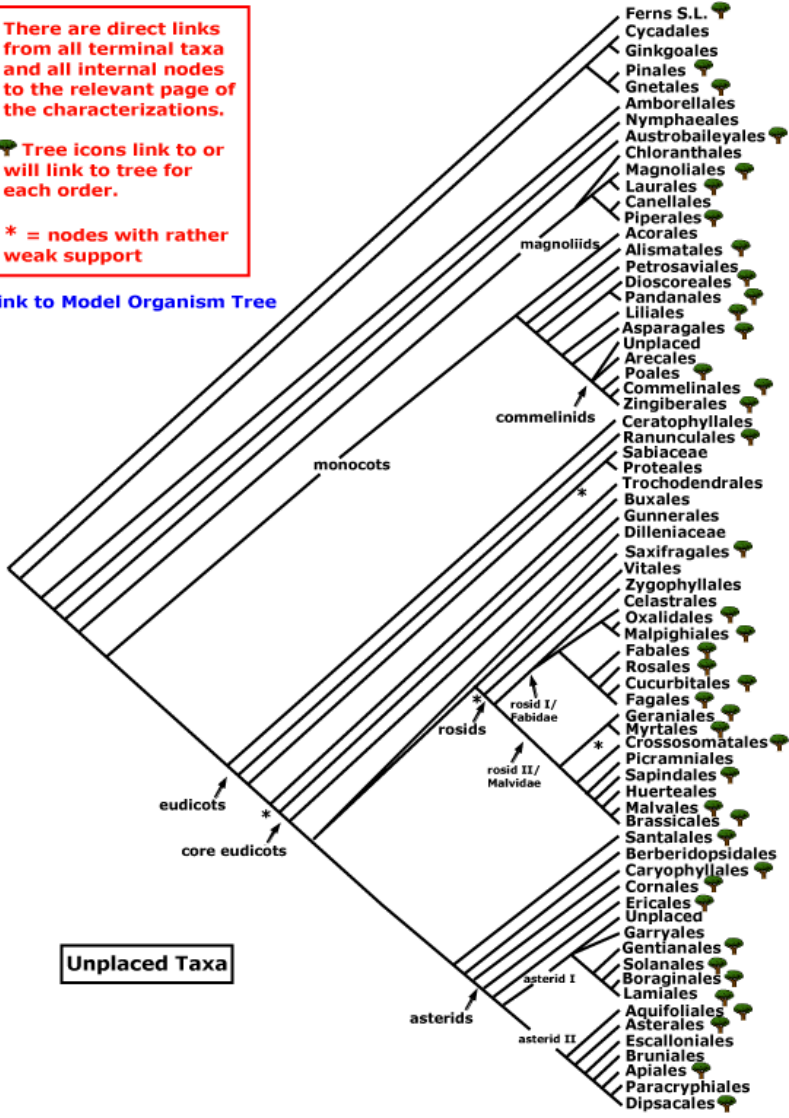 There are direct links
from all terminal taxa
and all internal nodes
to the relevant page of
the characterizations.
Tree icons link to or
will link to tree for
each order.
* = nodes with rather
weak support
ink to Model Organism Tree
Ferns S.L.
Cycadales
Ginkgoales
Pinales
Gnetales
Amborellales
Nymphaeales
Austrobaileyales
Chloranthales
Magnoliales
Laurales
Canellales
Piperales
magnoliids
Acorales
Alismatales
Petrosaviales
Dioscoreales
Pandanales
Liliales
Asparagales
Unplaced
Arecales
Poales
Commelinales
Zingiberales
commelinids
monocots
Ceratophyllales
Ranunculales
Sabiaceae
Proteales
Trochodendrales
*
Buxales
Gunnerales
Dilleniaceae
Saxifragales
Vitales
Zygophyllales
Celastrales
Oxalidales
Malpighiales
Fabales
Rosales
Cucurbitales
Fagales
rosid I/
Fabidae
*
rosids
Geraniales
Myrtales
Crossosomatales
*
Picramniales
Sapindales
Huerteales
Malvales
Brassicales
rosid II/
Malvidae
eudicots
*
core eudicots
Santalales
Berberidopsidales
Caryophyllales
Cornales
Ericales
Unplaced
Garryales
Gentianales
Solanales
Boraginales
Lamiales
asterid I
asterids
Aquifoliales
Asterales
Escalloniales
Bruniales
Apiales
Paracryphiales
Dipsacales
asterid II
Unplaced Taxa